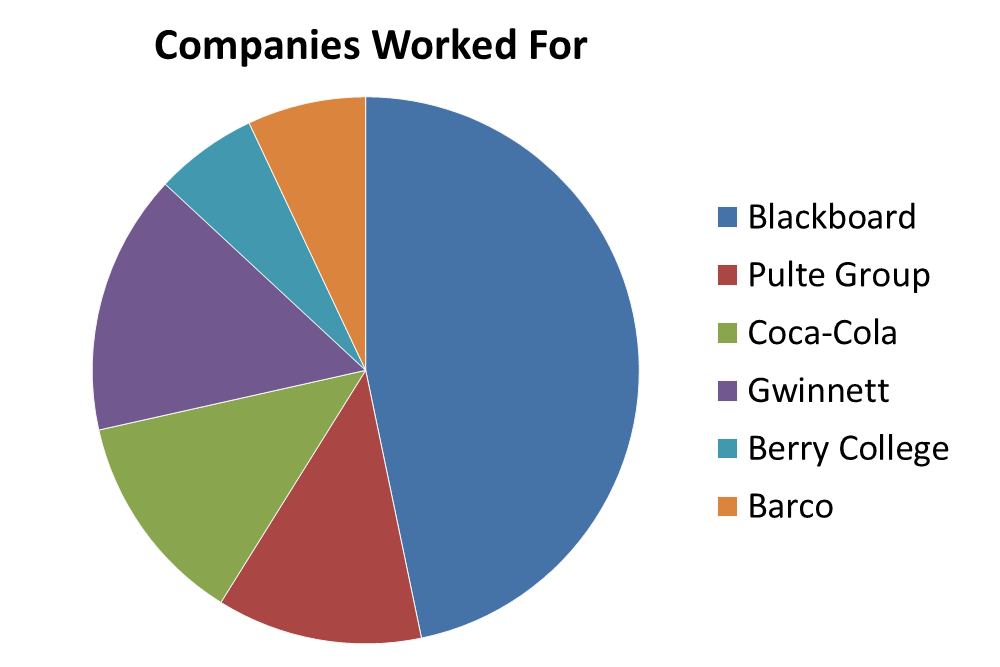 Companies Worked For
Blackboard
Pulte Group
Coca-Cola
Gwinnett
Berry College
Barco